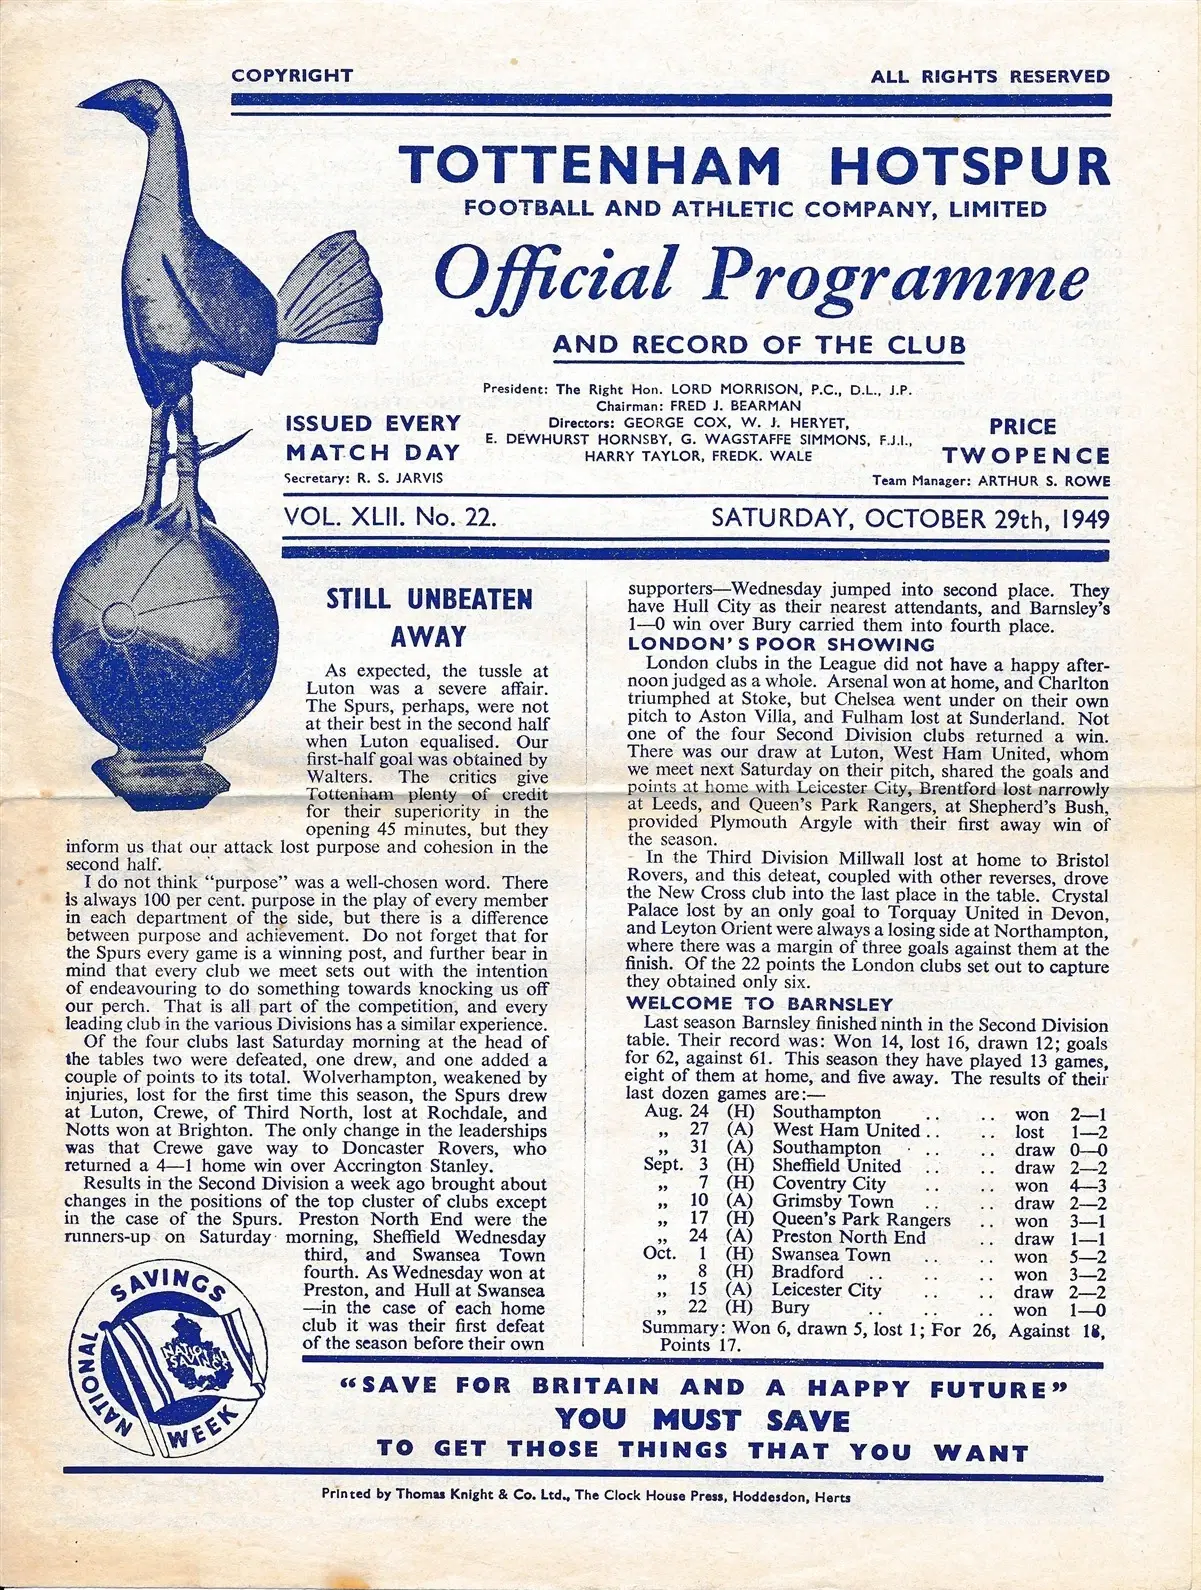 COPYRIGHT
ALL RIGHTS RESERVED
TOTTENHAM HOTSPUR
FOOTBALL AND ATHLETIC COMPANY, LIMITED
Official Programme
AND RECORD OF THE CLUB
President: The Right Hon. LORD MORRISON, P.C., D.L., J.P.
Chairman: FRED J. BEARMAN
Directors: GEORGE COX, W. J. HERYET,
E. DEWHURST HORNSBY, G. WAGSTAFFE SIMMONS, F.J.I.,
HARRY TAYLOR, FREDK. WALE
ISSUED EVERY
MATCH DAY
Secretary: R. S. JARVIS
PRICE
TWOPENCE
Team Manager: ARTHUR S. ROWE
VOL. XLII. No. 22.
SATURDAY, OCTOBER 29th, 1949
STILL UNBEATEN
AWAY
As expected, the tussle at
Luton was a severe affair.
The Spurs, perhaps, were not
at their best in the second half
when Luton equalised. Our
first-half goal was obtained by
Walters. The critics give
Tottenham plenty of credit
for their superiority in the
opening 45 minutes, but they
inform us that our attack lost purpose and cohesion in the
second half.
I do not think "purpose" was a well-chosen word. There
is always 100 per cent. purpose in the play of every member
in each department of the side, but there is a difference
between purpose and achievement. Do not forget that for
the Spurs every game is a winning post, and further bear in
mind that every club we meet sets out with the intention
of endeavouring to do something towards knocking us off
our perch. That is all part of the competition, and every
leading club in the various Divisions has a similar experience.
Of the four clubs last Saturday morning at the head of
the tables two were defeated, one drew, and one added a
couple of points to its total. Wolverhampton, weakened by
injuries, lost for the first time this season, the Spurs drew
at Luton, Crewe, of Third North, lost at Rochdale, and
Notts won at Brighton. The only change in the leaderships
was that Crewe gave way to Doncaster Rovers, who
returned a 4—1 home win over Accrington Stanley.
Results in the Second Division a week ago brought about
changes in the positions of the top cluster of clubs except
in the case of the Spurs. Preston North End were the
runners-up on Saturday morning, Sheffield Wednesday
third, and Swansea Town
fourth. As Wednesday won at
Preston, and Hull at Swansea
—in the case of each home
club it was their first defeat
of the season before their own
supporters—Wednesday jumped into second place. They
have Hull City as their nearest attendants, and Barnsley's
1—0 win over Bury carried them into fourth place.
LONDON'S POOR SHOWING
London clubs in the League did not have a happy after-
noon judged as a whole. Arsenal won at home, and Charlton
triumphed at Stoke, but Chelsea went under on their own
pitch to Aston Villa, and Fulham lost at Sunderland. Not
one of the four Second Division clubs returned a win.
There was our draw at Luton, West Ham United, whom
we meet next Saturday on their pitch, shared the goals and
points at home with Leicester City, Brentford lost narrowly
at Leeds, and Queen's Park Rangers, at Shepherd's Bush,
provided Plymouth Argyle with their first away win of
the season.
In the Third Division Millwall lost at home to Bristol
Rovers, and this defeat, coupled with other reverses, drove
the New Cross club into the last place in the table. Crystal
Palace lost by an only goal to Torquay United in Devon,
and Leyton Orient were always a losing side at Northampton,
where there was a margin of three goals against them at the
finish. Of the 22 points the London clubs set out to capture
they obtained only six.
WELCOME TO BARNSLEY
Last season Barnsley finished ninth in the Second Division
table. Their record was: Won 14, lost 16, drawn 12; goals
for 62, against 61. This season they have played 13 games,
eight of them at home, and five away. The results of their
last dozen games are:—
Aug. 24 (H) Southampton .. .. won 2—1
„ 27 (A) West Ham United .. .. lost 1—2
„ 31 (A) Southampton .. .. draw 0—0
Sept. 3 (H) Sheffield United .. .. draw 2—2
„ 7 (H) Coventry City .. .. won 4—3
„ 10 (A) Grimsby Town .. .. draw 2—2
„ 17 (H) Queen's Park Rangers .. won 3—1
„ 24 (A) Preston North End .. draw 1—1
Oct. 1 (H) Swansea Town .. .. won 5—2
„ 8 (H) Bradford .. .. .. won 3—2
„ 15 (A) Leicester City .. .. draw 2—2
„ 22 (H) Bury .. .. .. won 1—0
Summary: Won 6, drawn 5, lost 1; For 26, Against 18,
Points 17.
NATIONAL SAVINGS WEEK
NATIONAL
SAVINGS
"SAVE FOR BRITAIN AND A HAPPY FUTURE"
YOU MUST SAVE
TO GET THOSE THINGS THAT YOU WANT
Printed by Thomas Knight & Co. Ltd., The Clock House Press, Hoddesdon, Herts